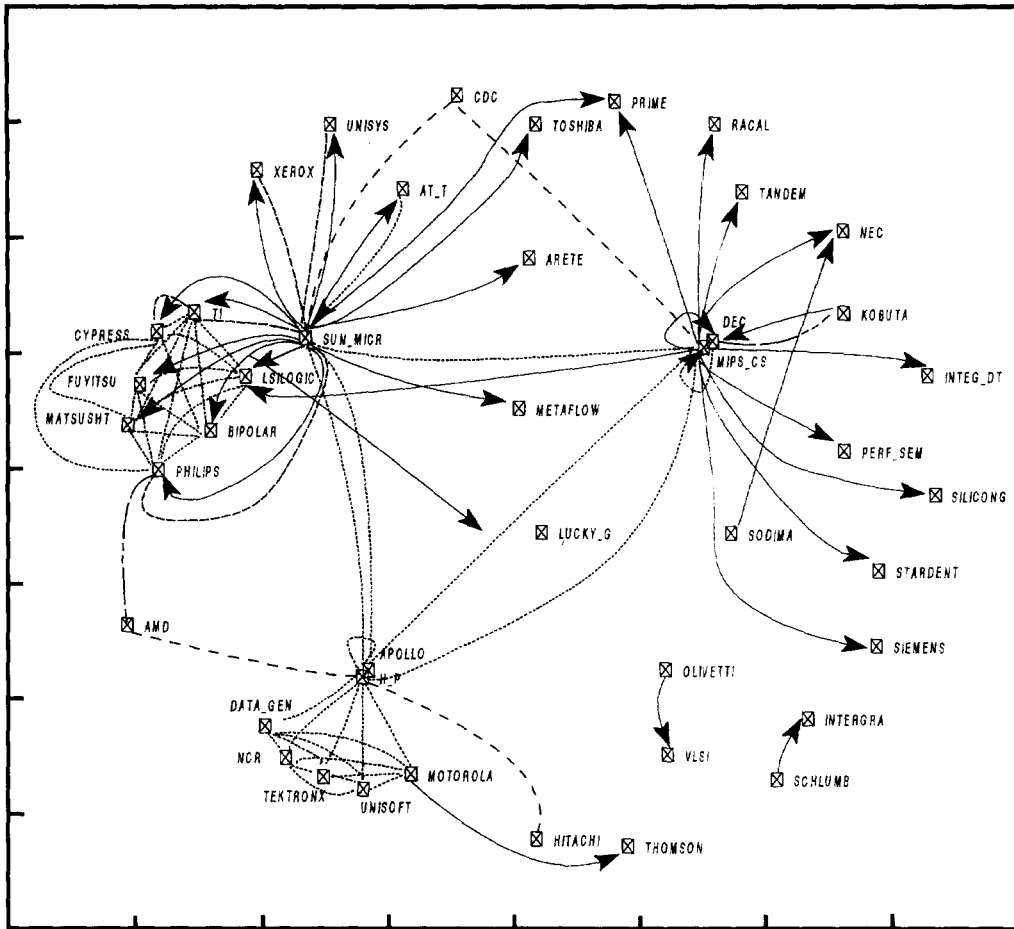 CDC
PRIME
UNISYS
TOSHIBA
RACAL
XEROX
AT_T
TANDEM
NEC
ARETE
TI
KOBUTA
CYPRESS
SUN_MICR
DEC
MIPS_CS
FUYITSU
LSILOGIC
INTEG_DT
METAFLOW
MATSUSHT
BIPOLAR
PERF_SEM
PHILIPS
SILICONG
LUCKY_G
SODIMA
STARDENT
AMD
SIEMENS
APOLLO
H_P
OLIVETTI
DATA_GEN
INTERGRA
NCR
VLSI
MOTOROLA
SCHLUMB
TEKTRONX
UNISOFT
HITACHI
THOMSON